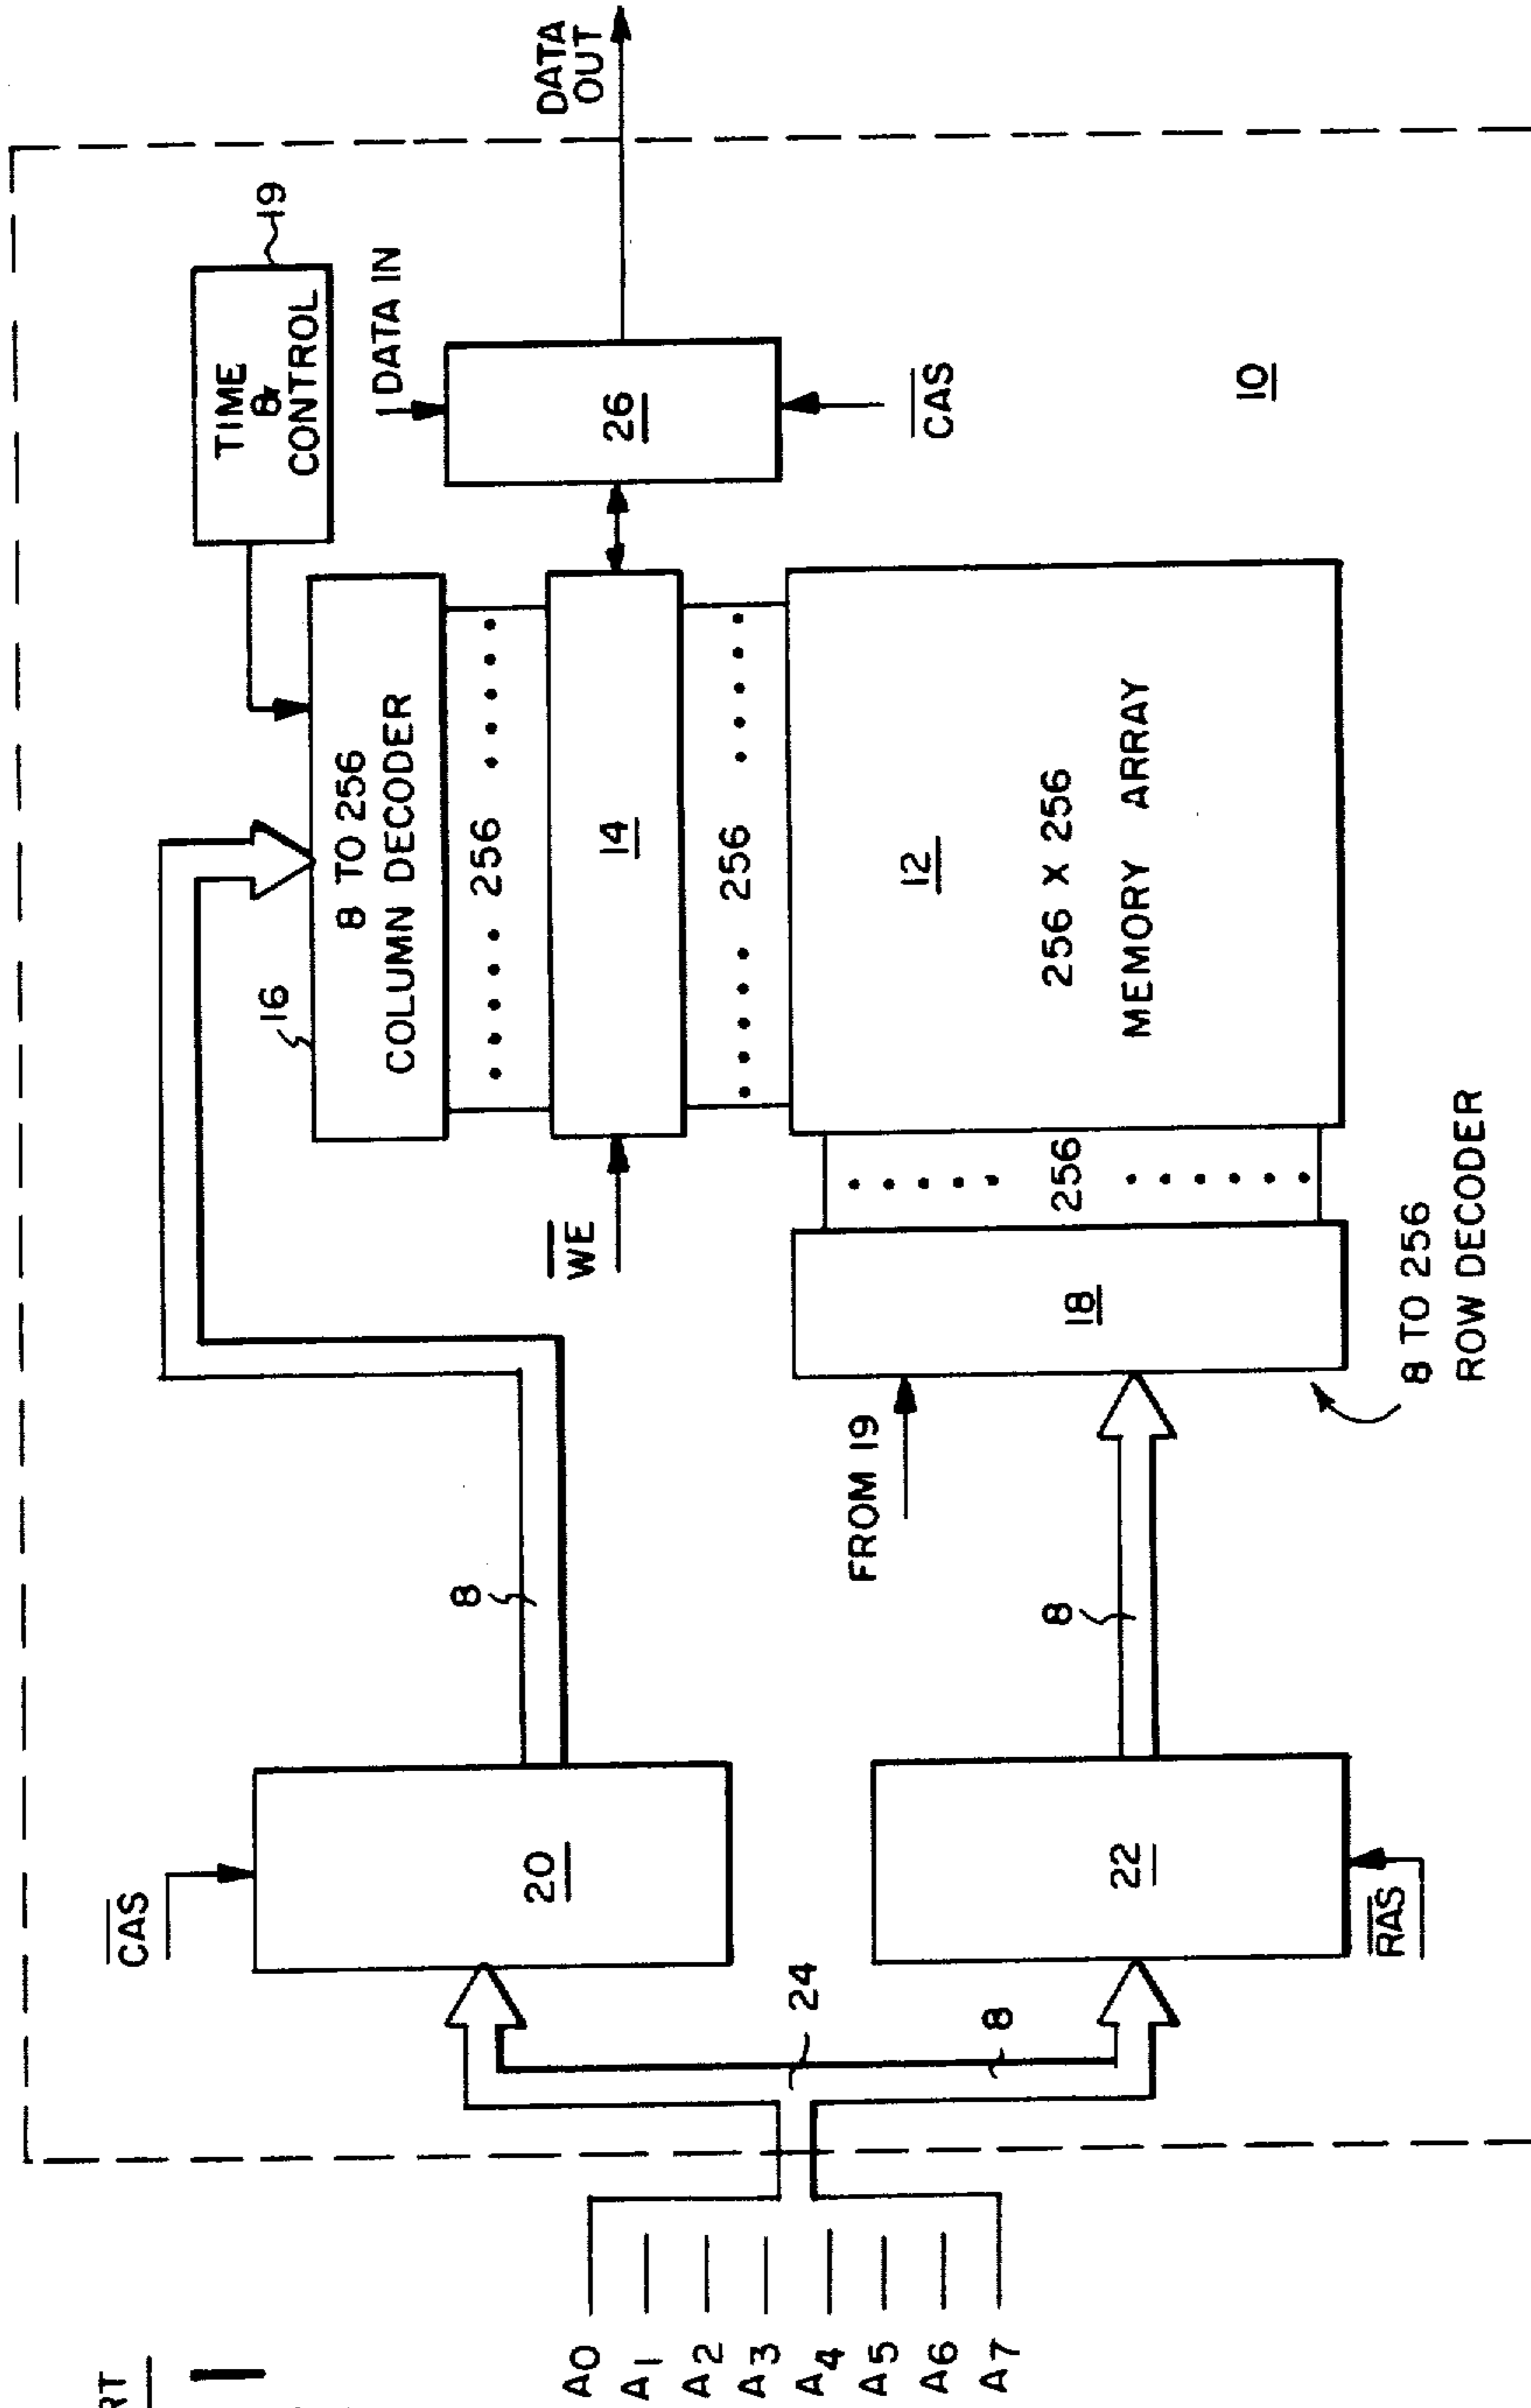 RT
A0
A1
A2
A3
A4
A5
A6
A7
24
8
CAS
20
8
22
RAS
8
FROM 19
18
8 TO 256
ROW DECODER
256
WE
16
8 TO 256
COLUMN DECODER
256
14
256
12
256 X 256
MEMORY ARRAY
TIME
&
CONTROL
19
DATA IN
26
CAS
DATA
OUT
10